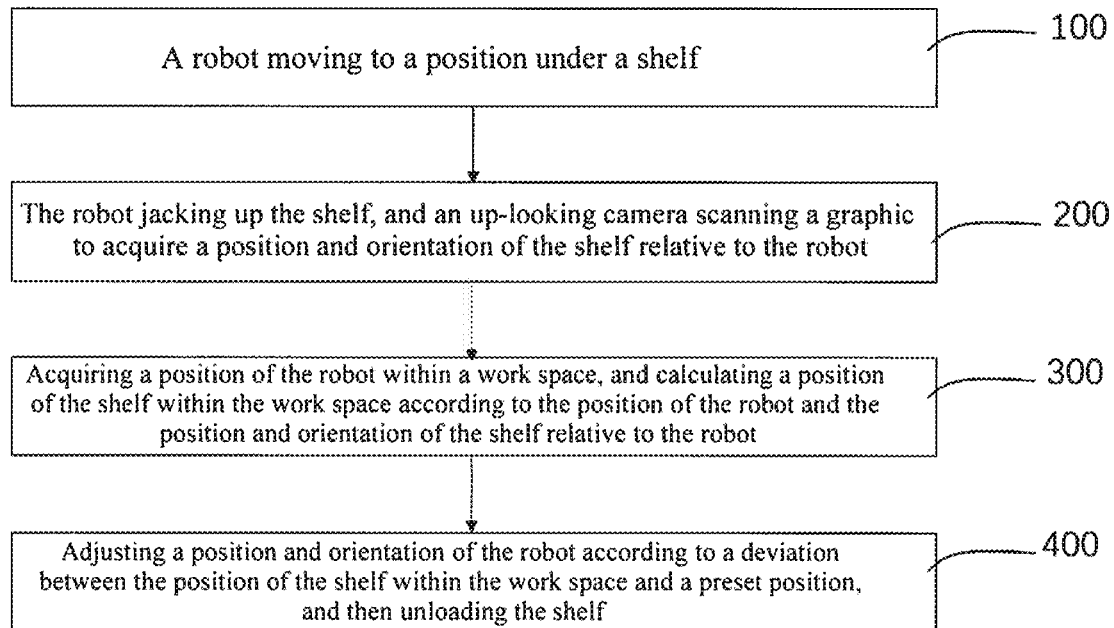 100
A robot moving to a position under a shelf
200
The robot jacking up the shelf, and an up-looking camera scanning a graphic
to acquire a position and orientation of the shelf relative to the robot
300
Acquiring a position of the robot within a work space, and calculating a position
of the shelf within the work space according to the position of the robot and the
position and orientation of the shelf relative to the robot
400
Adjusting a position and orientation of the robot according to a deviation
between the position of the shelf within the work space and a preset position,
and then unloading the shelf